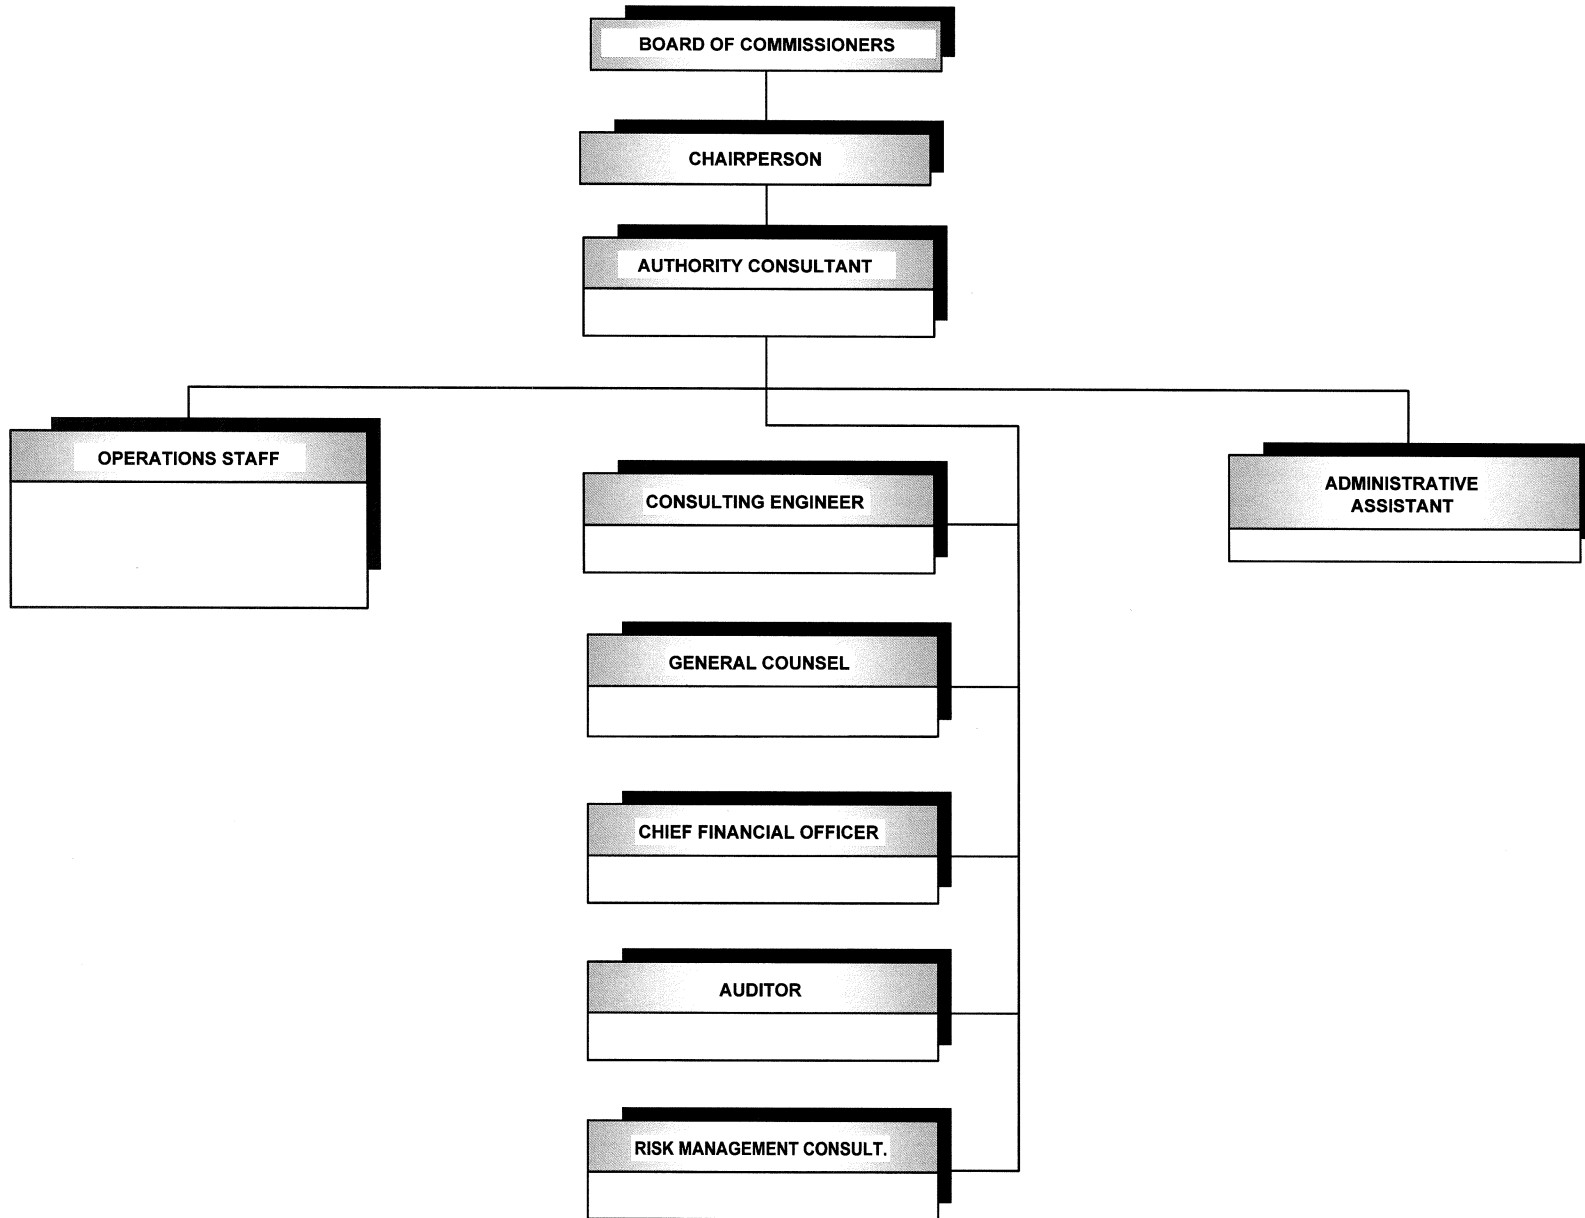 BOARD OF COMMISSIONERS
CHAIRPERSON
AUTHORITY CONSULTANT
OPERATIONS STAFF
CONSULTING ENGINEER
ADMINISTRATIVE
ASSISTANT
GENERAL COUNSEL
CHIEF FINANCIAL OFFICER
AUDITOR
RISK MANAGEMENT CONSULT.